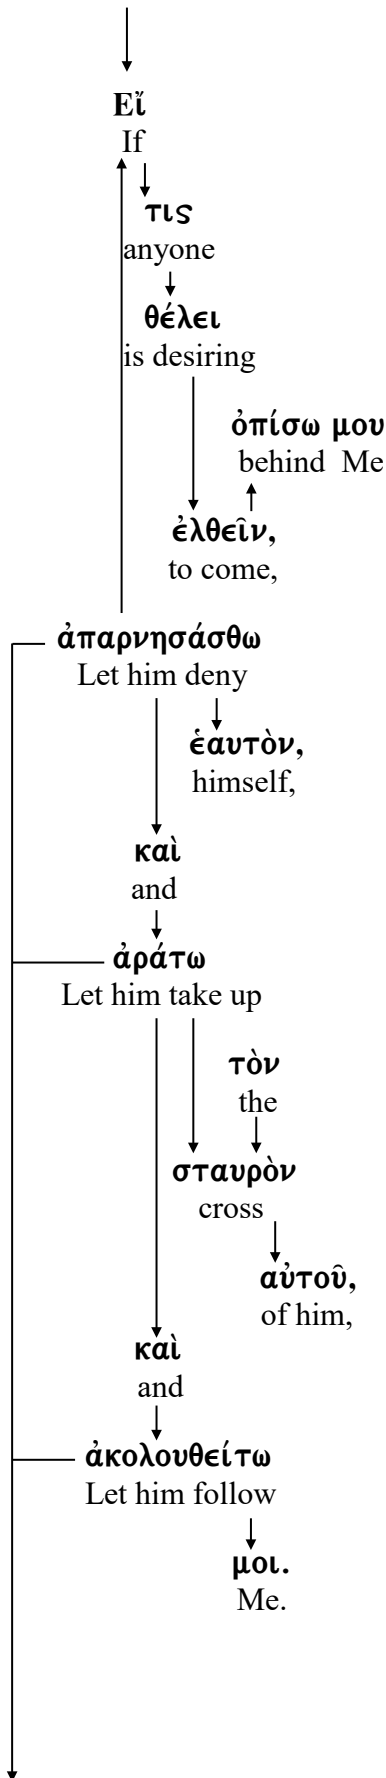 Εἴ
If
τις
anyone
θέλει
is desiring
ὀπίσω μου
behind Me
ἐλθεῖν,
to come,
ἀπαρνησάσθω
Let him deny
ἑαυτὸν,
himself,
καὶ
and
ἀράτω
Let him take up
τὸν
the
σταυρὸν
cross
αὐτοῦ,
of him,
καὶ
and
ἀκολουθείτω
Let him follow
μοι.
Me.